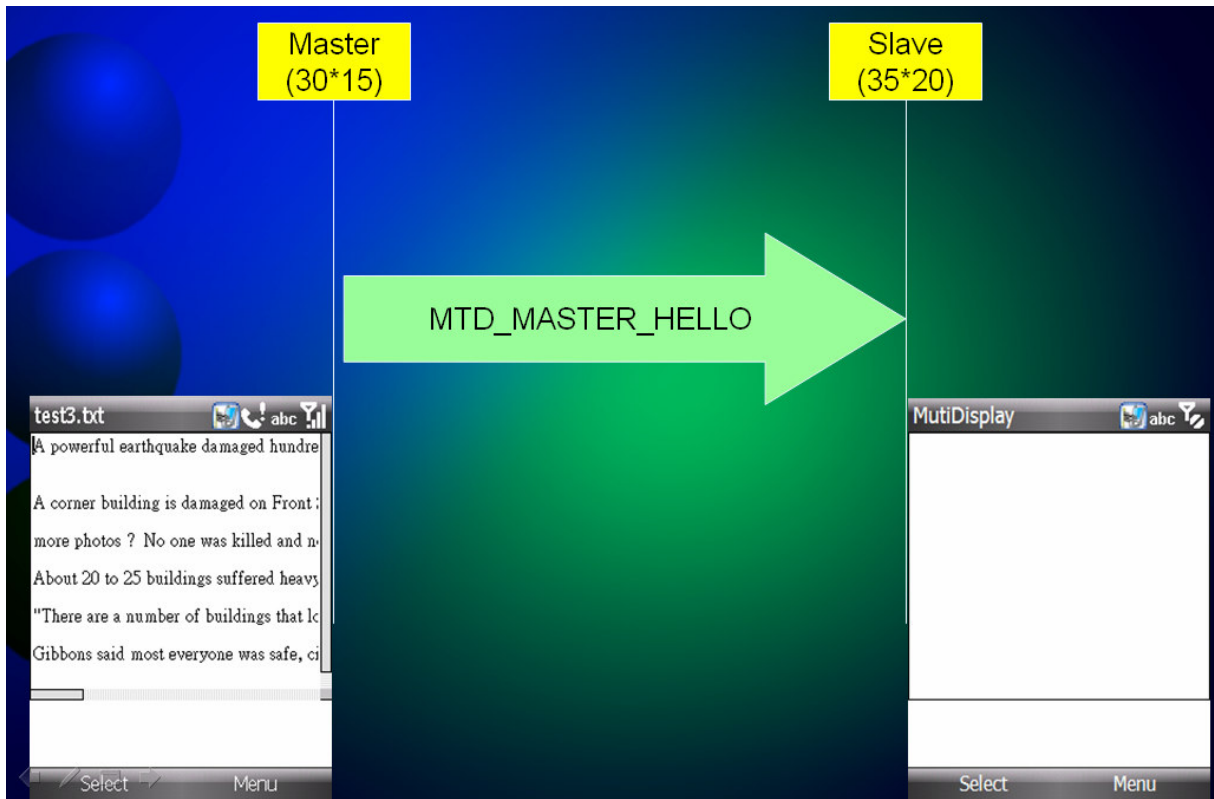 Master
(30*15)
Slave
(35*20)
MTD_MASTER_HELLO
test3.txt
abc
A powerful earthquake damaged hundre
A corner building is damaged on Front
more photos ? No one was killed and
About 20 to 25 buildings suffered heavy
"There are a number of buildings that
Gibbons said most everyone was safe, ci
Select
Menu
MutiDisplay
abc
Select
Menu